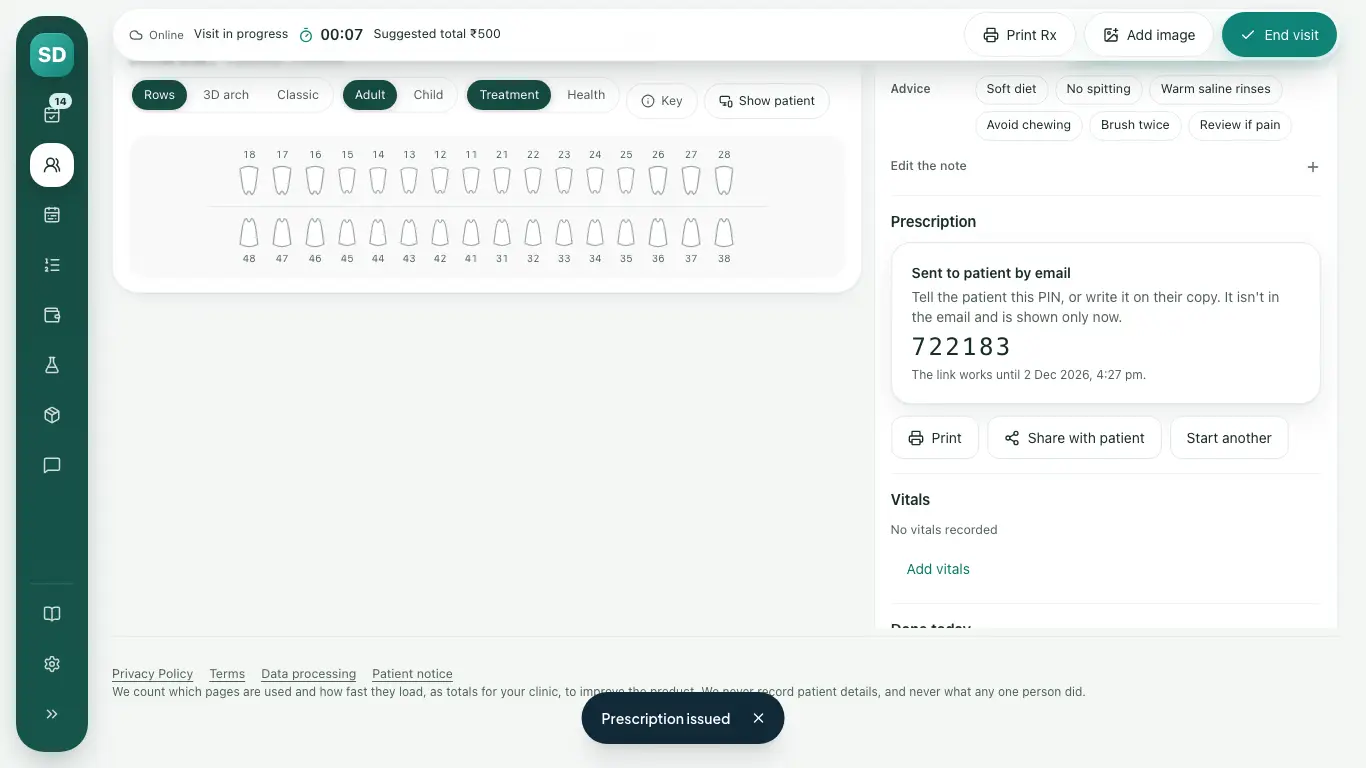 SD
Online Visit in progress 00:07 Suggested total ₹500
Print Rx
Add image
End visit
14
Rows 3D arch Classic Adult Child Treatment Health Key Show patient
18 17 16 15 14 13 12 11 21 22 23 24 25 26 27 28
48 47 46 45 44 43 42 41 31 32 33 34 35 36 37 38
Advice Soft diet No spitting Warm saline rinses
Avoid chewing Brush twice Review if pain
Edit the note
Prescription
Sent to patient by email
Tell the patient this PIN, or write it on their copy. It isn't in
the email and is shown only now.
722183
The link works until 2 Dec 2026, 4:27 pm.
Print Share with patient Start another
Vitals
No vitals recorded
Add vitals
Done today
Privacy Policy Terms Data processing Patient notice
We count which pages are used and how fast they load, as totals for your clinic, to improve the product. We never record patient details, and never what any one person did.
Prescription issued